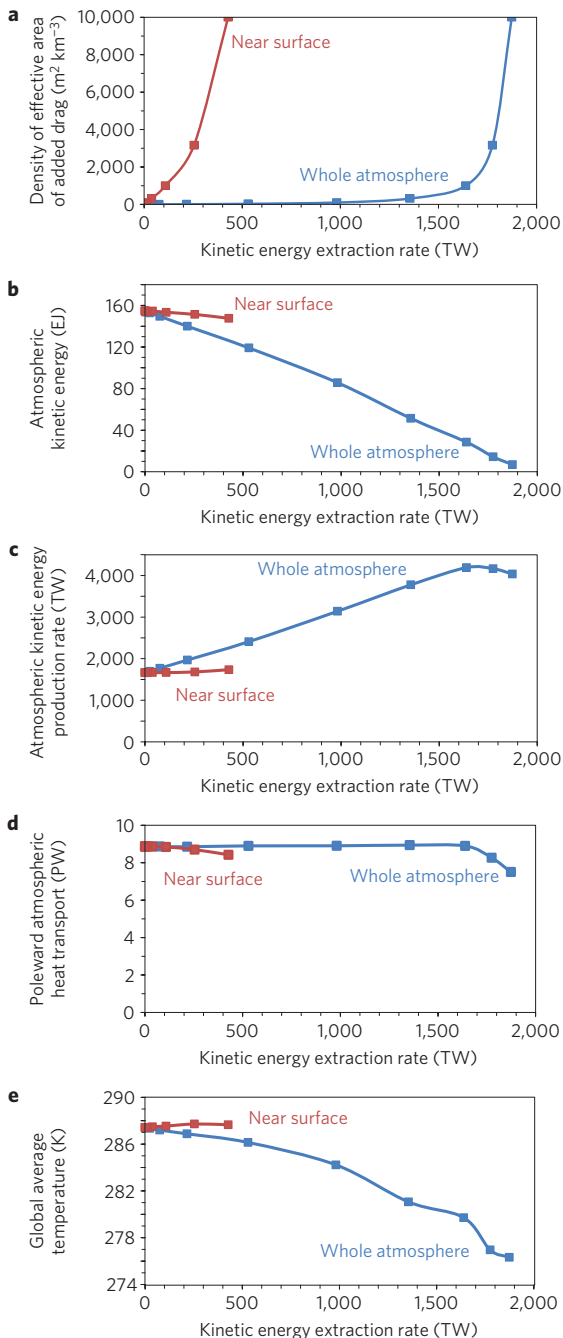 a
Density of effective area
of added drag (m² km⁻³)
10,000
8,000
6,000
4,000
2,000
0
Near surface
Whole atmosphere
0
500
1,000
1,500
2,000
Kinetic energy extraction rate (TW)
b
Atmospheric
kinetic energy (EJ)
160
120
80
40
0
Near surface
Whole atmosphere
0
500
1,000
1,500
2,000
Kinetic energy extraction rate (TW)
c
Atmospheric kinetic energy
production rate (TW)
4,000
3,000
2,000
1,000
0
Whole atmosphere
Near surface
0
500
1,000
1,500
2,000
Kinetic energy extraction rate (TW)
d
Poleward atmospheric
heat transport (PW)
10
8
6
4
2
0
Near surface
Whole atmosphere
0
500
1,000
1,500
2,000
Kinetic energy extraction rate (TW)
e
Global average
temperature (K)
290
286
282
278
274
Near surface
Whole atmosphere
0
500
1,000
1,500
2,000
Kinetic energy extraction rate (TW)